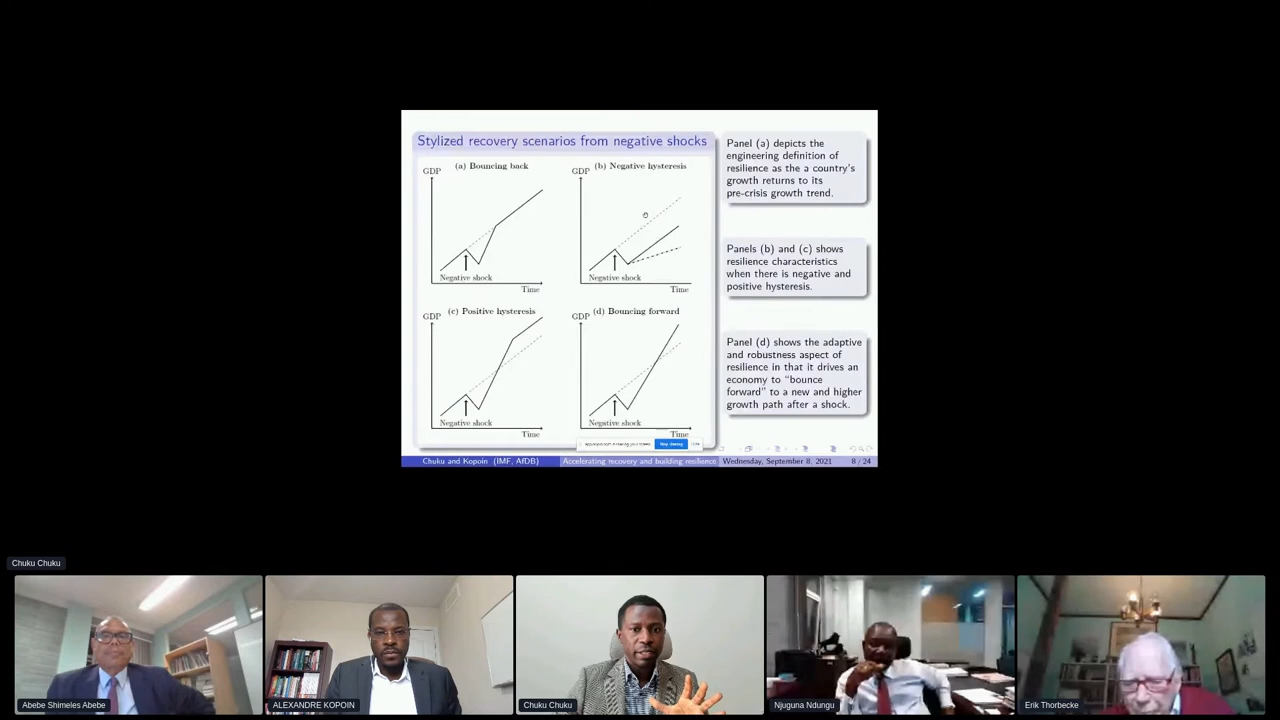 Stylized recovery scenarios from negative shocks
(a) Bouncing back
GDP
Negative shock
Time
(b) Negative hysteresis
GDP
Negative shock
Time
(c) Positive hysteresis
GDP
Negative shock
Time
(d) Bouncing forward
GDP
Negative shock
Time
Panel (a) depicts the
engineering definition of
resilience as the a country's
growth returns to its
pre-crisis growth trend.
Panels (b) and (c) shows
resilience characteristics
when there is negative and
positive hysteresis.
Panel (d) shows the adaptive
and robustness aspect of
resilience in that it drives an
economy to "bounce
forward" to a new and higher
growth path after a shock.
Stop Sharing
Chuku and Kopoin (IMF, AfDB)
Accelerating recovery and building resilience
Wednesday, September 8, 2021
8 / 24
Chuku Chuku
Abebe Shimeles Abebe
ALEXANDRE KOPOIN
Chuku Chuku
Njuguna Ndungu
Erik Thorbecke